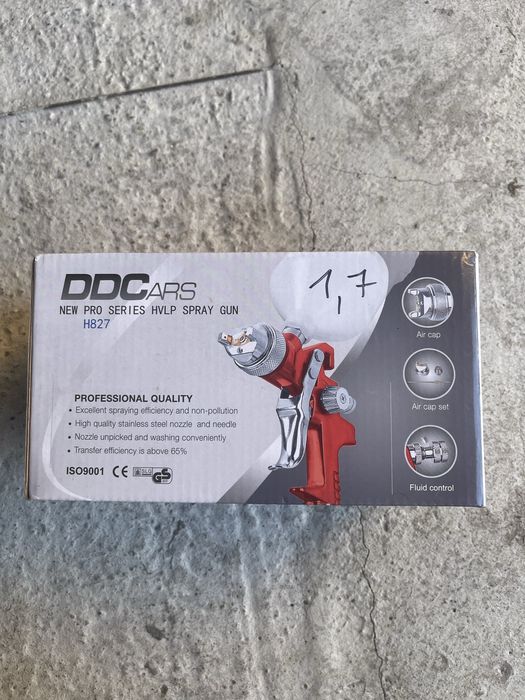 DDCARS
NEW PRO SERIES HVLP SPRAY GUN
H827
1,7
Air cap
PROFESSIONAL QUALITY
• Excellent spraying efficiency and non-pollution
• High quality stainless steel nozzle and needle
• Nozzle unpicked and washing conveniently
• Transfer efficiency is above 65%
Air cap set
ISO9001 CE GS
Fluid control